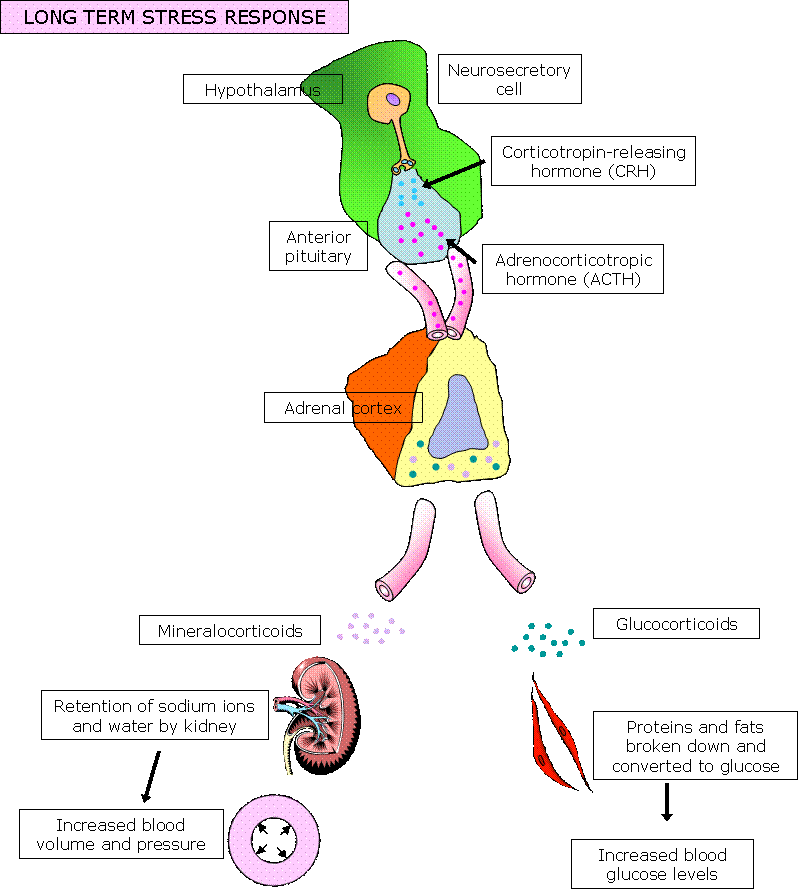 LONG TERM STRESS RESPONSE
Hypothalamus
Neurosecretory
cell
Corticotropin-releasing
hormone (CRH)
Anterior
pituitary
Adrenocorticotropic
hormone (ACTH)
Adrenal cortex
Mineralocorticoids
Glucocorticoids
Retention of sodium ions
and water by kidney
Proteins and fats
broken down and
converted to glucose
Increased blood
volume and pressure
Increased blood
glucose levels